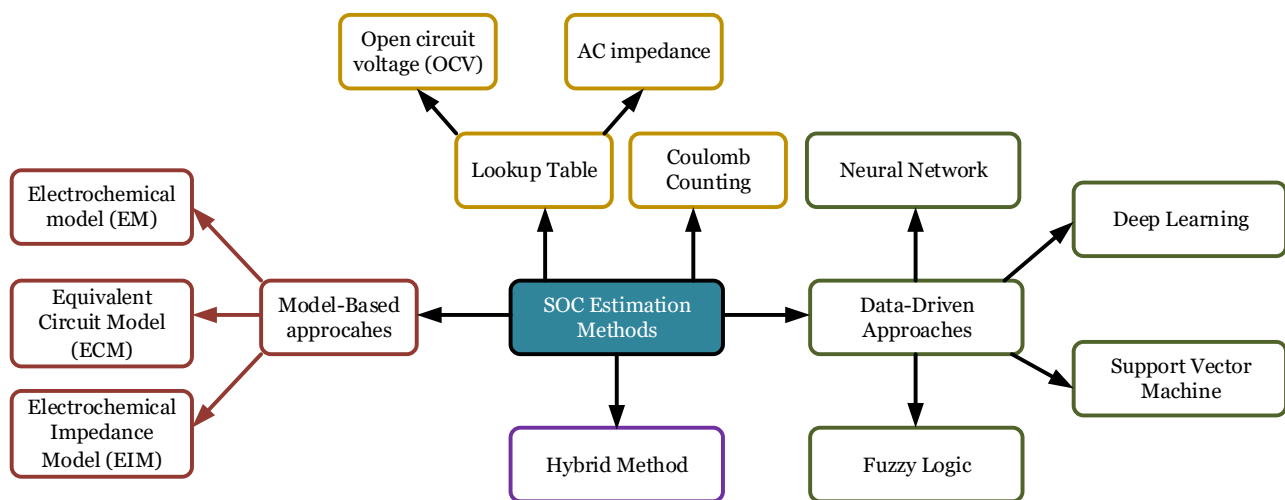 Open circuit
voltage (OCV)
AC impedance
Lookup Table
Coulomb
Counting
Neural Network
Electrochemical
model (EM)
Deep Learning
Equivalent
Circuit Model
(ECM)
Model-Based
approcahes
SOC Estimation
Methods
Data-Driven
Approaches
Support Vector
Machine
Electrochemical
Impedance
Model (EIM)
Hybrid Method
Fuzzy Logic